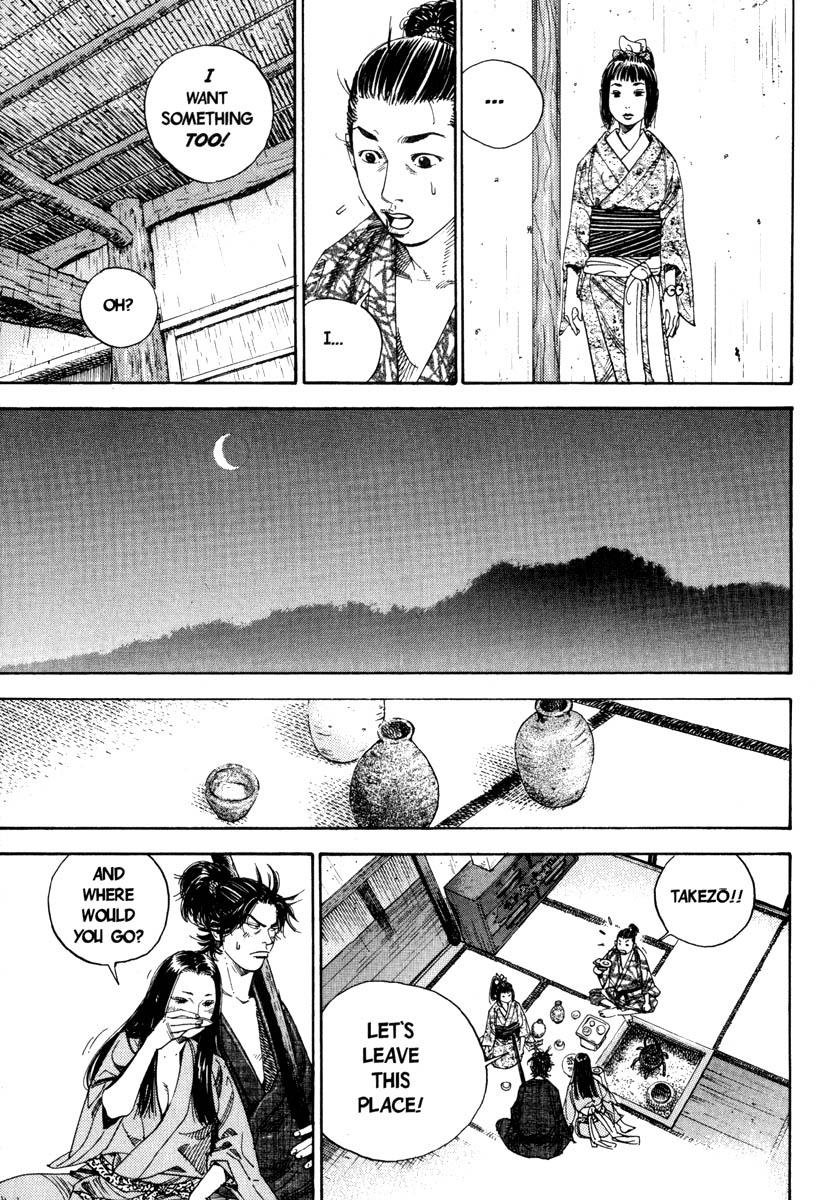 ...
I...
I
WANT
SOMETHING
TOO!
OH?
TAKEZŌ!!
LET'S
LEAVE
THIS
PLACE!
AND
WHERE
WOULD
YOU GO?